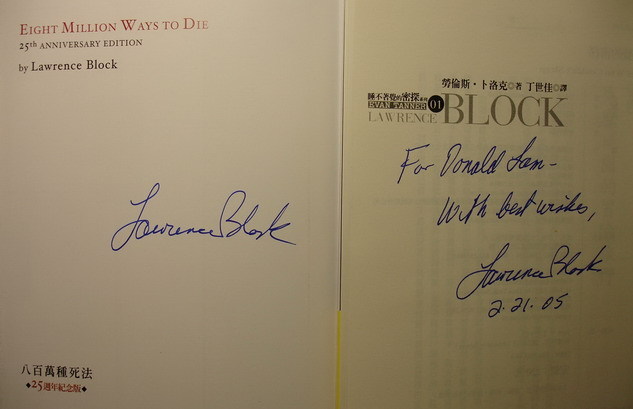 EIGHT MILLION WAYS TO DIE
25th ANNIVERSARY EDITION
by Lawrence Block
Lawrence Block
八百萬種死法
◆25週年紀念版◆
勞倫斯・卜洛克◎著 丁世佳◎譯
睡不著覺的密探系列
EVAN TANNER 01
LAWRENCE BLOCK
For Donald Lam-
With best wishes,
Lawrence Block
2.21.05